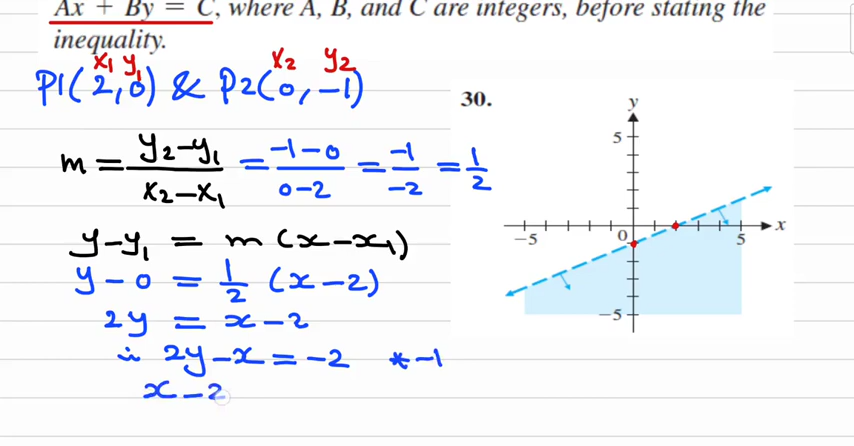 Ax + By = C, where A, B, and C are integers, before stating the
inequality.
x1 y1 x2 y2
P1(2,0) & P2(0,-1)
m = y2-y1 / x2-x1 = -1-0 / 0-2 = -1 / -2 = 1 / 2
y-y1 = m(x-x1)
y-0 = 1/2 (x-2)
2y = x-2
∴ 2y-x = -2 *-1
x-2
30.
y
5
-5 0 5 x
-5